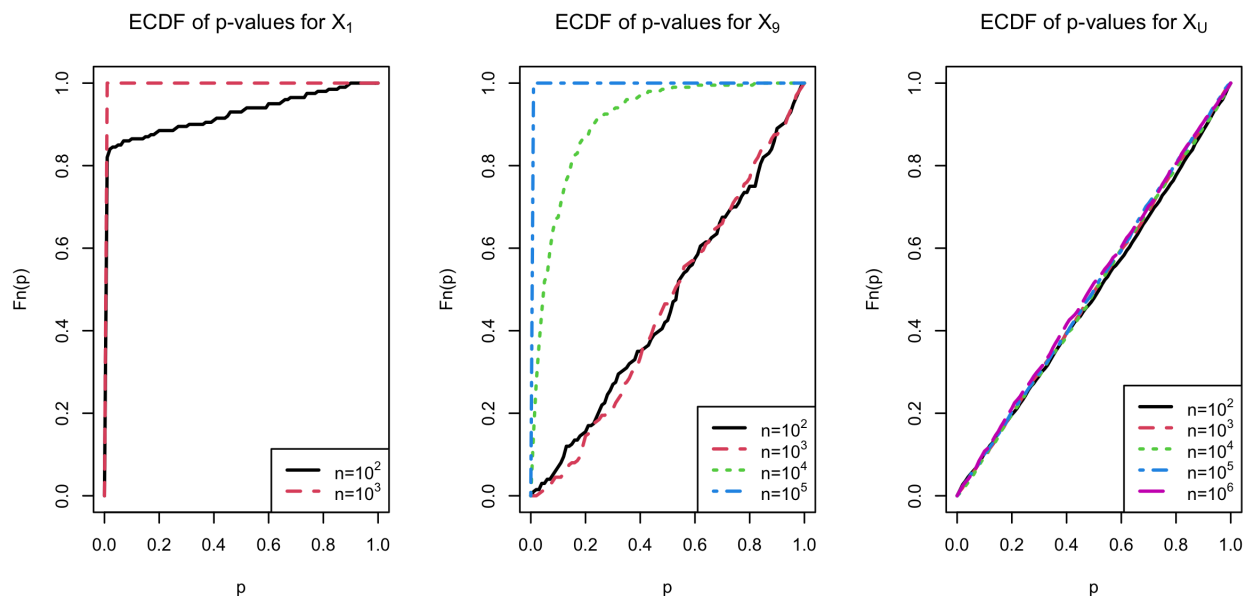 ECDF of p-values for X₁
Fn(p)
0.0 0.2 0.4 0.6 0.8 1.0
0.0 0.2 0.4 0.6 0.8 1.0
p
n=10²
n=10³
ECDF of p-values for X₉
Fn(p)
0.0 0.2 0.4 0.6 0.8 1.0
0.0 0.2 0.4 0.6 0.8 1.0
p
n=10²
n=10³
n=10⁴
n=10⁵
ECDF of p-values for X_U
Fn(p)
0.0 0.2 0.4 0.6 0.8 1.0
0.0 0.2 0.4 0.6 0.8 1.0
p
n=10²
n=10³
n=10⁴
n=10⁵
n=10⁶